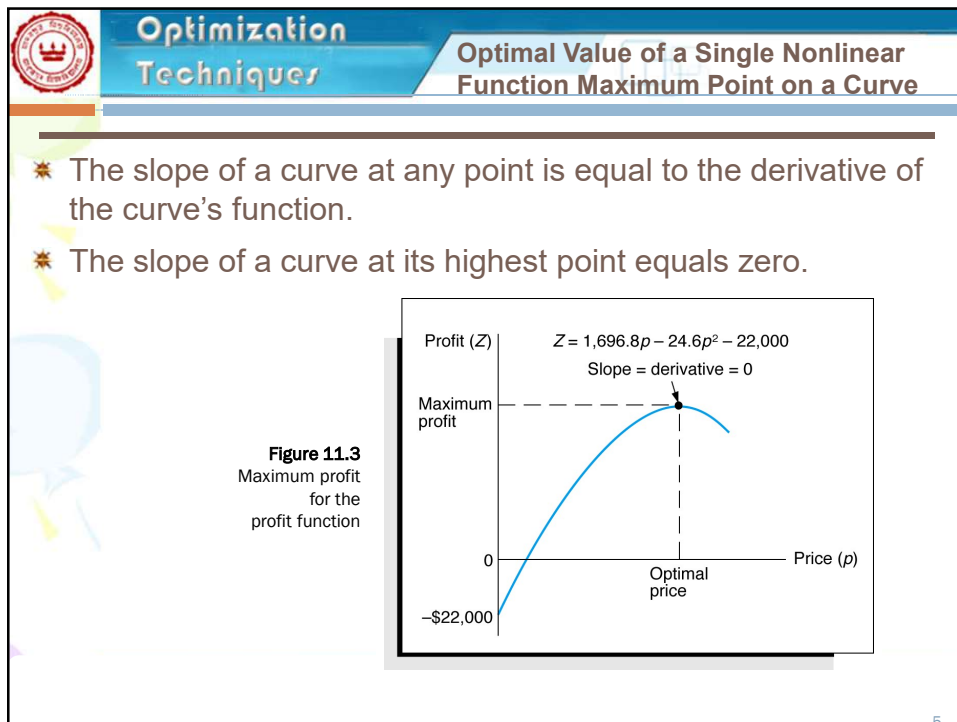 Optimization
Techniques
Optimal Value of a Single Nonlinear
Function Maximum Point on a Curve
The slope of a curve at any point is equal to the derivative of
the curve’s function.
The slope of a curve at its highest point equals zero.
Profit (Z)
Z = 1,696.8p – 24.6p² – 22,000
Slope = derivative = 0
Maximum
profit
Figure 11.3
Maximum profit
for the
profit function
0
Price (p)
Optimal
price
–$22,000
5